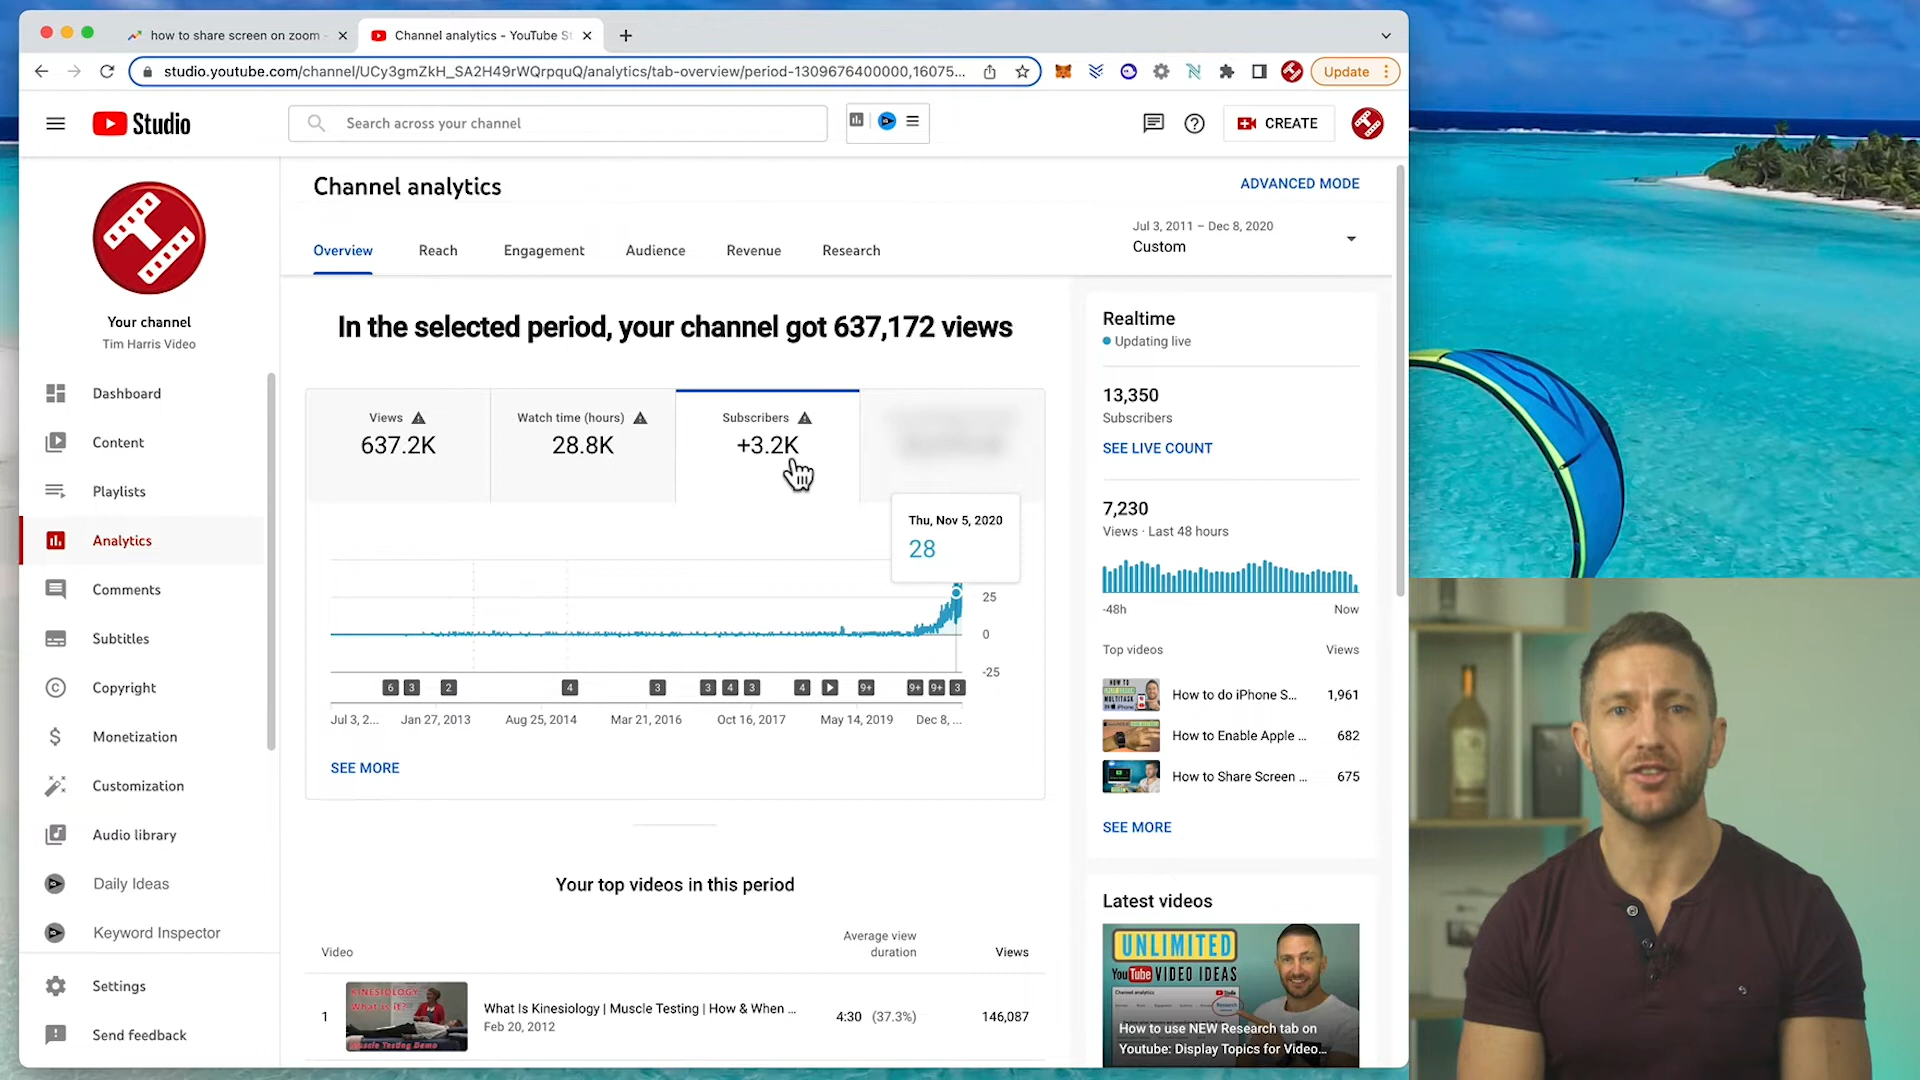 how to share screen on zoom
Channel analytics - YouTube St
studio.youtube.com/channel/UCy3gmZkH_SA2H49rWQrpquQ/analytics/tab-overview/period-1309676400000,16075...
Update
Studio
Search across your channel
CREATE
Your channel
Tim Harris Video
Dashboard
Content
Playlists
Analytics
Comments
Subtitles
Copyright
Monetization
Customization
Audio library
Daily Ideas
Keyword Inspector
Settings
Send feedback
Channel analytics
ADVANCED MODE
Overview
Reach
Engagement
Audience
Revenue
Research
Jul 3, 2011 – Dec 8, 2020
Custom
In the selected period, your channel got 637,172 views
Views
637.2K
Watch time (hours)
28.8K
Subscribers
+3.2K
Thu, Nov 5, 2020
28
25
0
-25
6 3 2 4 3 3 4 3 4 9+ 9+ 9+ 3
Jul 3, 2... Jan 27, 2013 Aug 25, 2014 Mar 21, 2016 Oct 16, 2017 May 14, 2019 Dec 8, ...
SEE MORE
Your top videos in this period
Video
Average view
duration
Views
1
KINESIOLOGY
What is it?
Muscle Testing Demo
What Is Kinesiology | Muscle Testing | How & When ...
Feb 20, 2012
4:30 (37.3%)
146,087
Realtime
Updating live
13,350
Subscribers
SEE LIVE COUNT
7,230
Views · Last 48 hours
-48h
Now
Top videos
Views
How to do iPhone S...
1,961
How to Enable Apple ...
682
How to Share Screen ...
675
SEE MORE
Latest videos
UNLIMITED
YouTube VIDEO IDEAS
How to use NEW Research tab on
Youtube: Display Topics for Video...